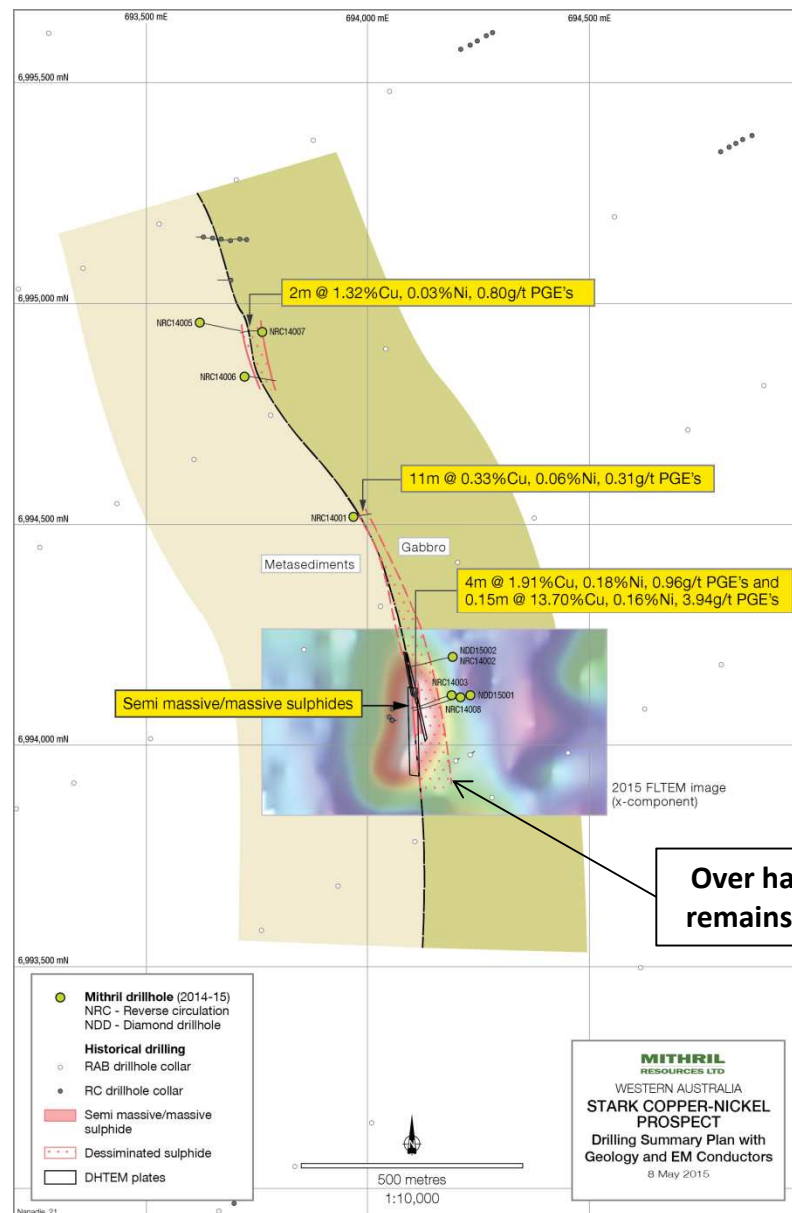 693,500 mE
694,000 mE
694,500 mE
6,995,500 mN
6,995,000 mN
2m @ 1.32%Cu, 0.03%Ni, 0.80g/t PGE's
NRC14005
NRC14007
NRC14006
11m @ 0.33%Cu, 0.06%Ni, 0.31g/t PGE's
6,994,500 mN
NRC14001
Gabbro
Metasediments
4m @ 1.91%Cu, 0.18%Ni, 0.96g/t PGE's and
0.15m @ 13.70%Cu, 0.16%Ni, 3.94g/t PGE's
NDD15002
NRC14002
NRC14003
NDD15001
Semi massive/massive sulphides
NRC14008
6,994,000 mN
2015 FLTEM image
(x-component)
Over ha
remains
6,993,500 mN
Mithril drillhole (2014-15)
NRC - Reverse circulation
NDD - Diamond drillhole
Historical drilling
RAB drillhole collar
RC drillhole collar
Semi massive/massive
sulphide
Dessiminated sulphide
DHTEM plates
500 metres
1:10,000
MITHRIL
RESOURCES LTD
WESTERN AUSTRALIA
STARK COPPER-NICKEL
PROSPECT
Drilling Summary Plan with
Geology and EM Conductors
8 May 2015